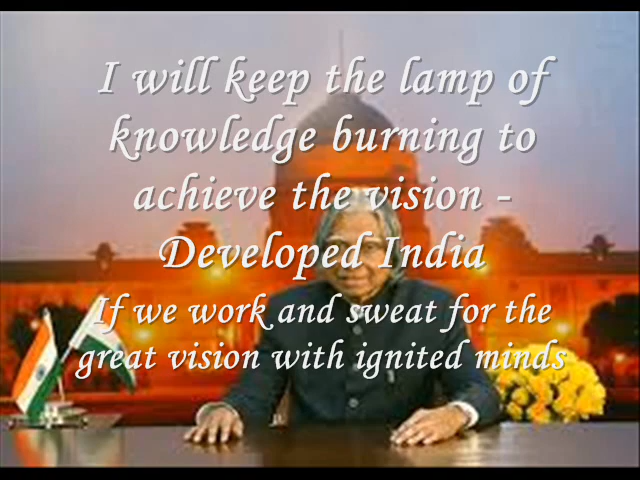 I will keep the lamp of
knowledge burning to
achieve the vision -
Developed India
If we work and sweat for the
great vision with ignited minds